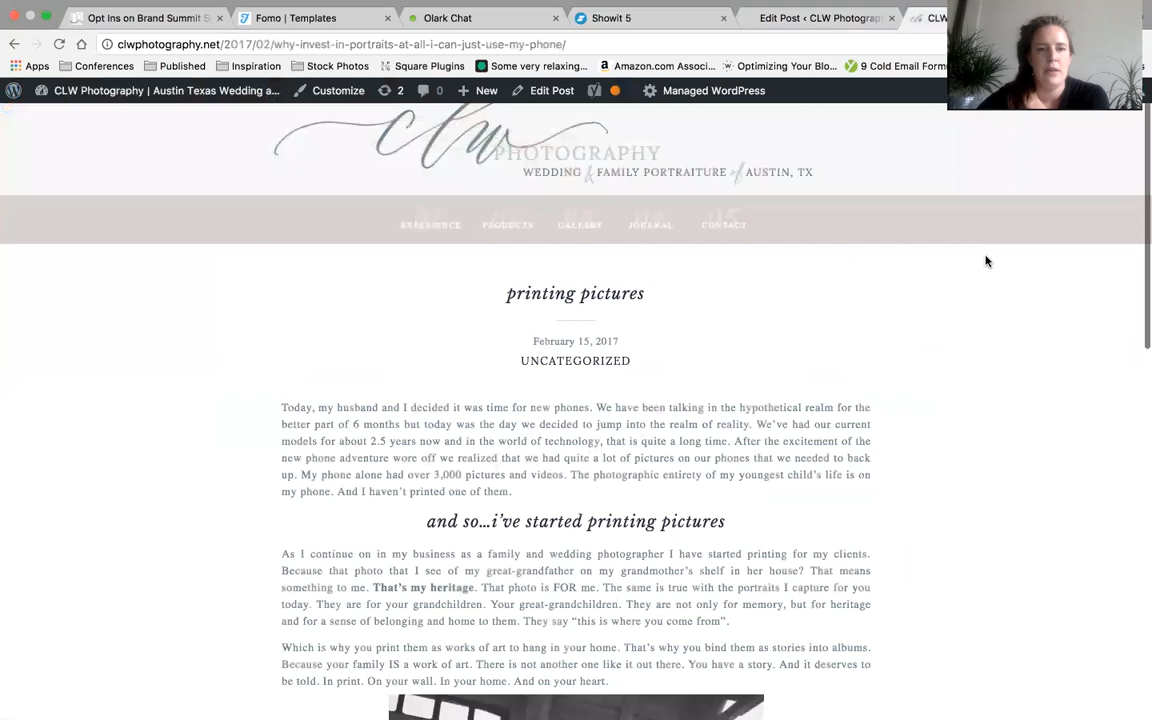 Opt Ins on Brand Summit S
Fomo | Templates
Olark Chat
Showit 5
Edit Post ‹ CLW Photograp
CLW
clwphotography.net/2017/02/why-invest-in-portraits-at-all-i-can-just-use-my-phone/
Apps
Conferences
Published
Inspiration
Stock Photos
Square Plugins
Some very relaxing...
Amazon.com Associ...
Optimizing Your Blo...
9 Cold Email Form
CLW Photography | Austin Texas Wedding a...
Customize
2
0
New
Edit Post
Managed WordPress
clw
PHOTOGRAPHY
WEDDING & FAMILY PORTRAITURE of AUSTIN, TX
EXPERIENCE PRODUCTS GALLERY JOURNAL CONTACT
printing pictures
February 15, 2017
UNCATEGORIZED
Today, my husband and I decided it was time for new phones. We have been talking in the hypothetical realm for the
better part of 6 months but today was the day we decided to jump into the realm of reality. We've had our current
models for about 2.5 years now and in the world of technology, that is quite a long time. After the excitement of the
new phone adventure wore off we realized that we had quite a lot of pictures on our phones that we needed to back
up. My phone alone had over 3,000 pictures and videos. The photographic entirety of my youngest child's life is on
my phone. And I haven't printed one of them.
and so...i've started printing pictures
As I continue on in my business as a family and wedding photographer I have started printing for my clients.
Because that photo that I see of my great-grandfather on my grandmother's shelf in her house? That means
something to me. That's my heritage. That photo is FOR me. The same is true with the portraits I capture for you
today. They are for your grandchildren. Your great-grandchildren. They are not only for memory, but for heritage
and for a sense of belonging and home to them. They say “this is where you come from”.
Which is why you print them as works of art to hang in your home. That's why you bind them as stories into albums.
Because your family IS a work of art. There is not another one like it out there. You have a story. And it deserves to
be told. In print. On your wall. In your home. And on your heart.